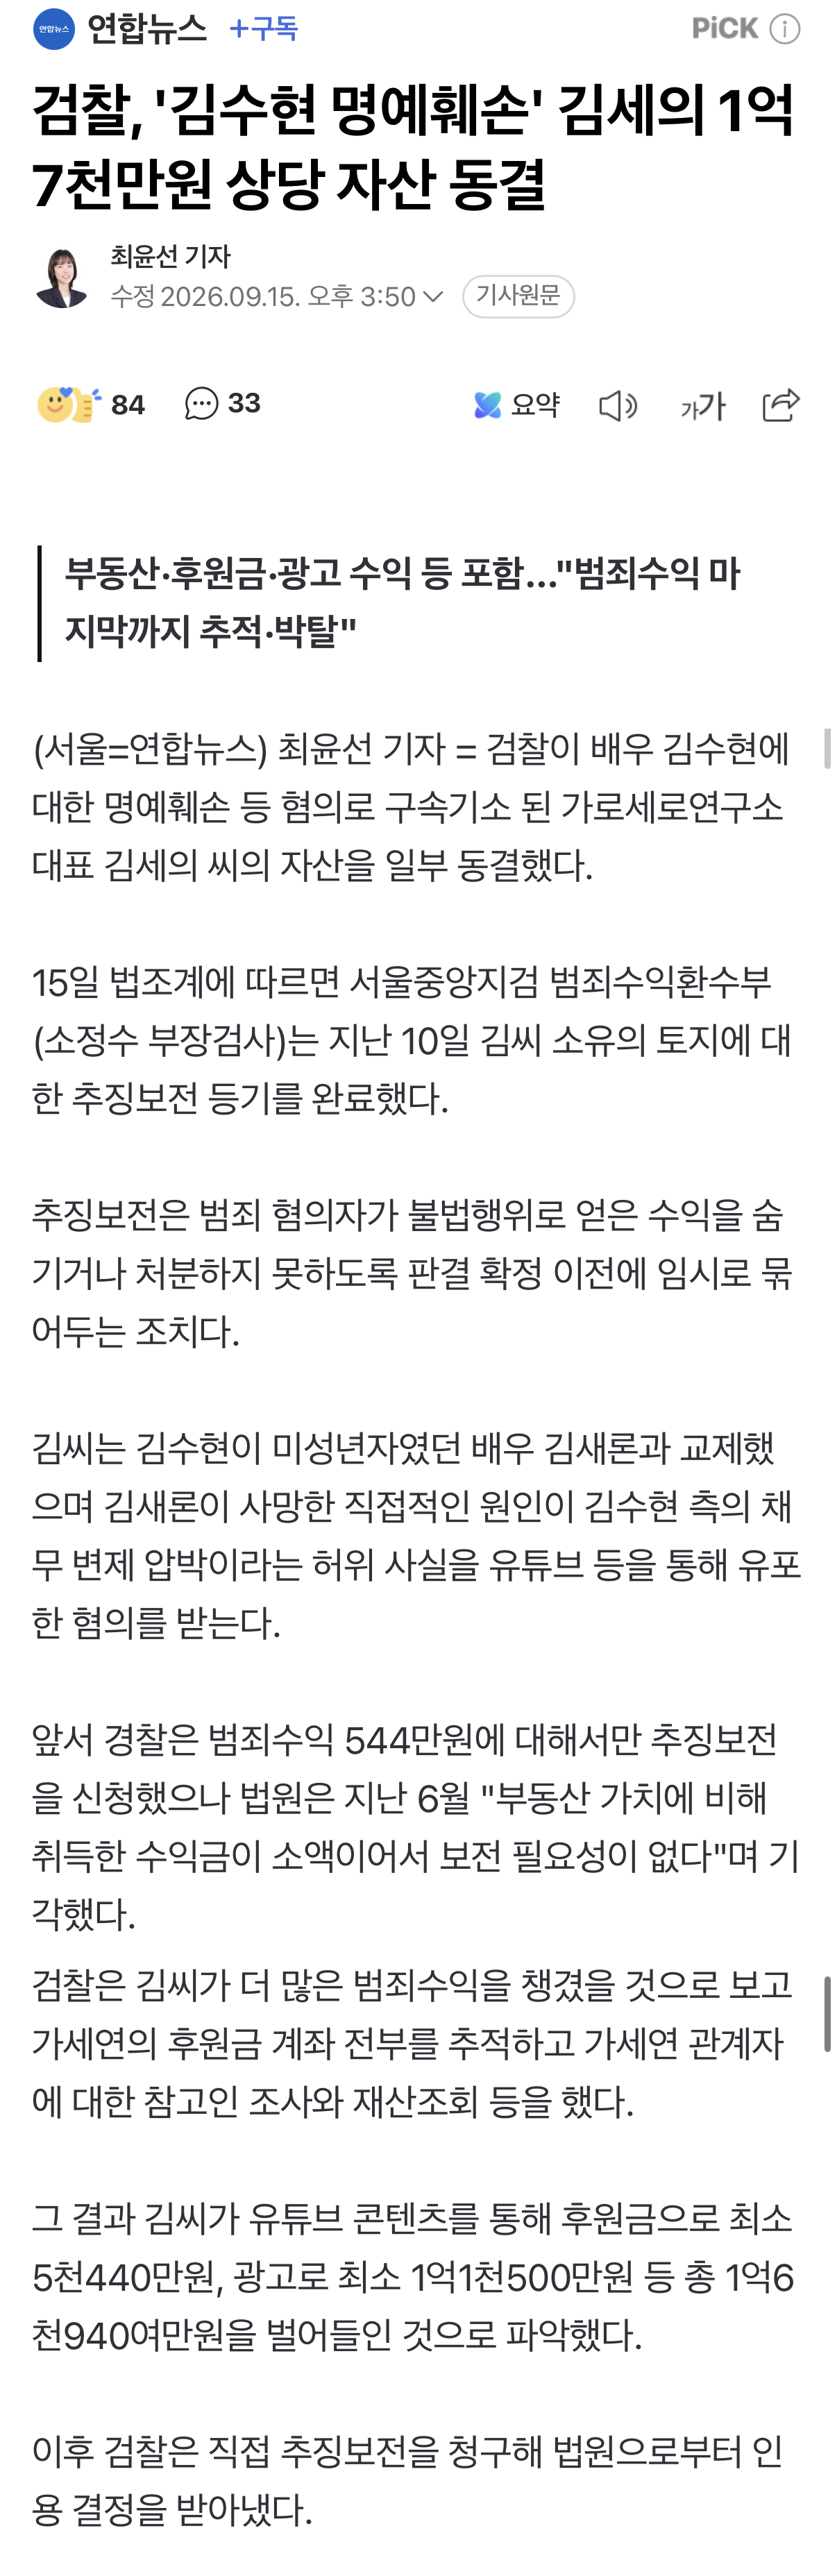 연합뉴스
연합뉴스 +구독
PiCK
검찰, '김수현 명예훼손' 김세의 1억
7천만원 상당 자산 동결
최윤선 기자
수정 2026.09.15. 오후 3:50
기사원문
84
33
요약
가가
부동산·후원금·광고 수익 등 포함…"범죄수익 마
지막까지 추적·박탈"
(서울=연합뉴스) 최윤선 기자 = 검찰이 배우 김수현에
대한 명예훼손 등 혐의로 구속기소 된 가로세로연구소
대표 김세의 씨의 자산을 일부 동결했다.
15일 법조계에 따르면 서울중앙지검 범죄수익환수부
(소정수 부장검사)는 지난 10일 김씨 소유의 토지에 대
한 추징보전 등기를 완료했다.
추징보전은 범죄 혐의자가 불법행위로 얻은 수익을 숨
기거나 처분하지 못하도록 판결 확정 이전에 임시로 묶
어두는 조치다.
김씨는 김수현이 미성년자였던 배우 김새론과 교제했
으며 김새론이 사망한 직접적인 원인이 김수현 측의 채
무 변제 압박이라는 허위 사실을 유튜브 등을 통해 유포
한 혐의를 받는다.
앞서 경찰은 범죄수익 544만원에 대해서만 추징보전
을 신청했으나 법원은 지난 6월 "부동산 가치에 비해
취득한 수익금이 소액이어서 보전 필요성이 없다"며 기
각했다.
검찰은 김씨가 더 많은 범죄수익을 챙겼을 것으로 보고
가세연의 후원금 계좌 전부를 추적하고 가세연 관계자
에 대한 참고인 조사와 재산조회 등을 했다.
그 결과 김씨가 유튜브 콘텐츠를 통해 후원금으로 최소
5천440만원, 광고로 최소 1억1천500만원 등 총 1억6
천940여만원을 벌어들인 것으로 파악했다.
이후 검찰은 직접 추징보전을 청구해 법원으로부터 인
용 결정을 받아냈다.